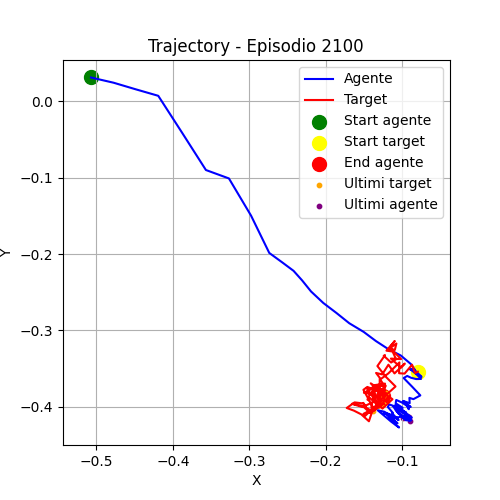 Trajectory - Episodio 2100
Agente
Target
Start agente
Start target
End agente
Ultimi target
Ultimi agente
0.0
−0.1
−0.2
−0.3
−0.4
Y
−0.5
−0.4
−0.3
−0.2
−0.1
X